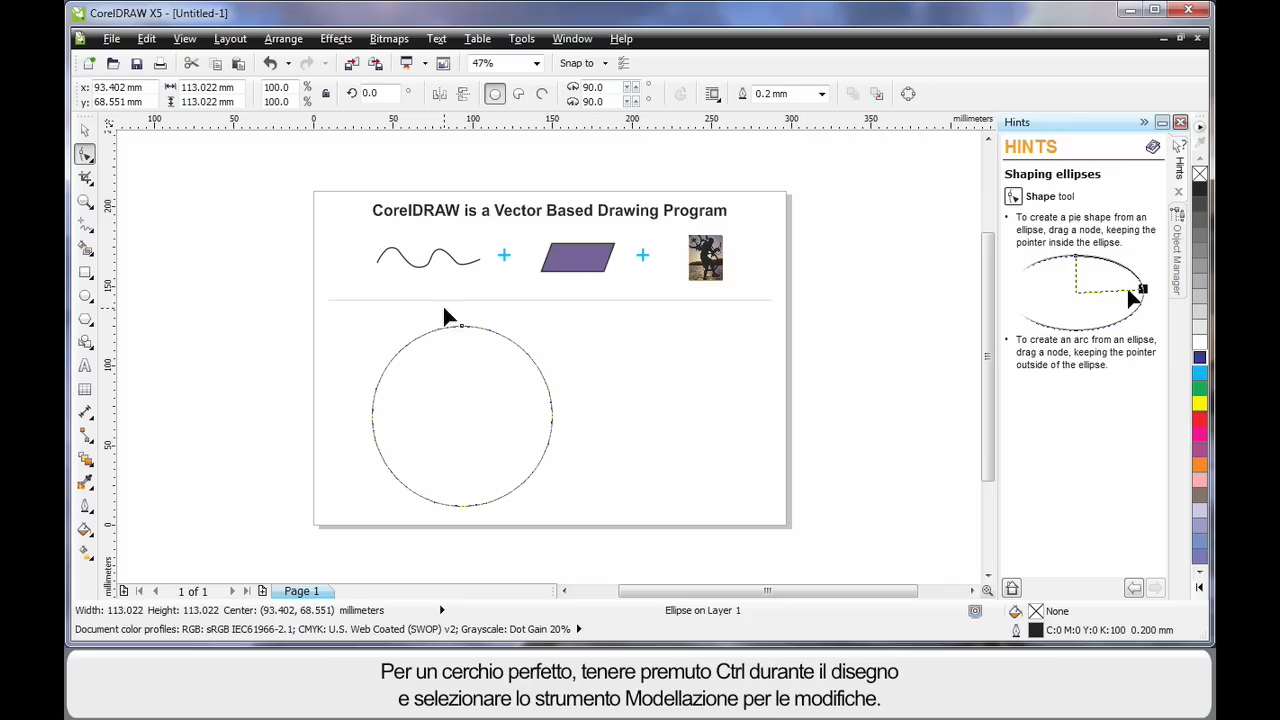 CorelDRAW X5 - [Untitled-1]
File Edit View Layout Arrange Effects Bitmaps Text Table Tools Window Help
47% Snap to
x: 93.402 mm 113.022 mm 100.0 % 0.0 ° 90.0 ° 0.2 mm
y: 68.551 mm 113.022 mm 100.0 % 90.0 °
100 50 0 50 100 150 200 250 300 350 millimeters
200
150
100
50
0
millimeters
CorelDRAW is a Vector Based Drawing Program
+ +
Hints
HINTS
Shaping ellipses
Shape tool
• To create a pie shape from an
ellipse, drag a node, keeping the
pointer inside the ellipse.
• To create an arc from an ellipse,
drag a node, keeping the pointer
outside of the ellipse.
Hints
Object Manager
1 of 1 Page 1
Width: 113.022 Height: 113.022 Center: (93.402, 68.551) millimeters Ellipse on Layer 1 None
Document color profiles: RGB: sRGB IEC61966-2.1; CMYK: U.S. Web Coated (SWOP) v2; Grayscale: Dot Gain 20% C:0 M:0 Y:0 K:100 0.200 mm
Per un cerchio perfetto, tenere premuto Ctrl durante il disegno
e selezionare lo strumento Modellazione per le modifiche.